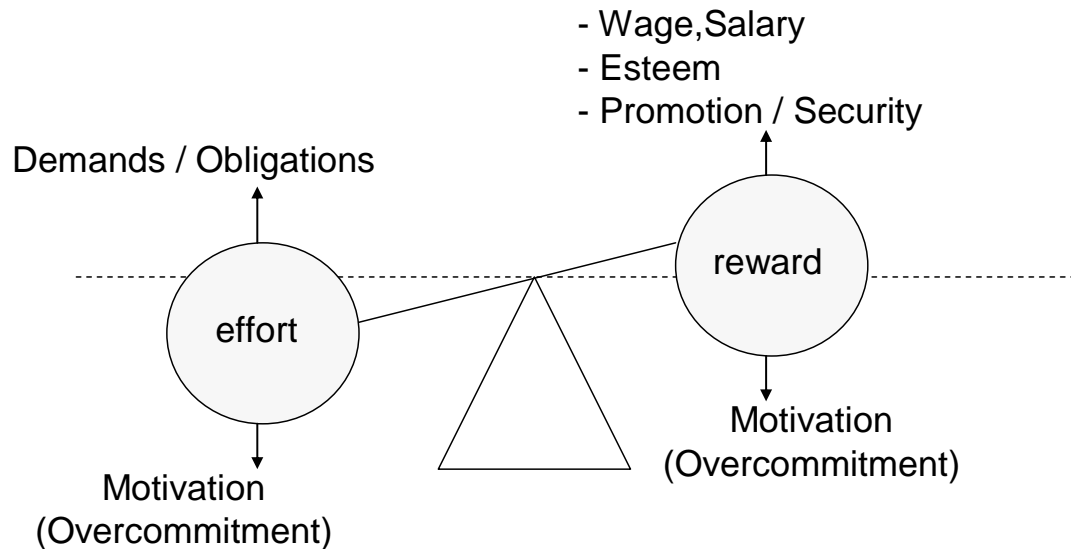 - Wage,Salary
- Esteem
- Promotion / Security
Demands / Obligations
reward
effort
Motivation
(Overcommitment)
Motivation
(Overcommitment)